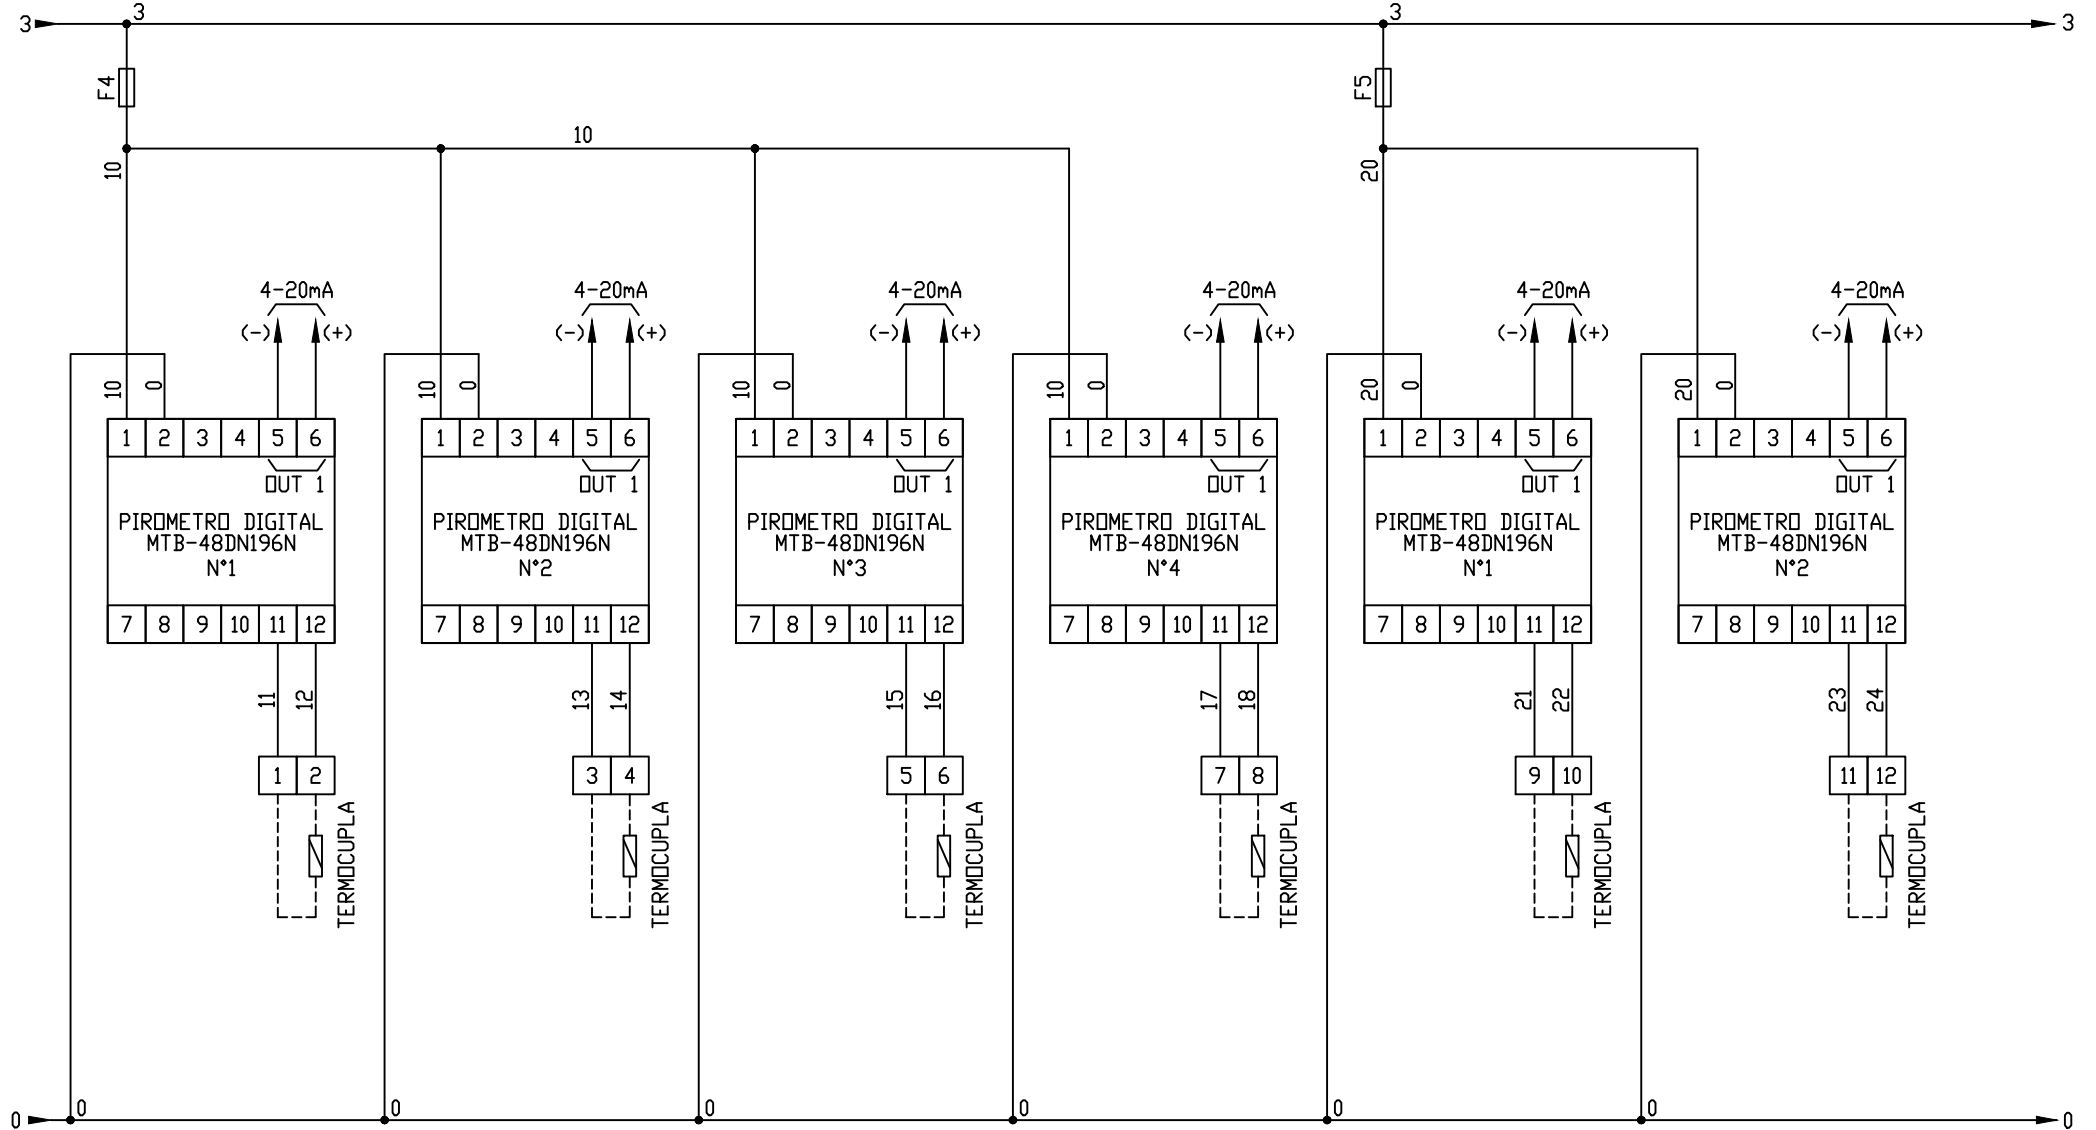 3 3 3 3
F4 F5
10
10 20
4-20mA 4-20mA 4-20mA 4-20mA 4-20mA 4-20mA
(-) (+) (-) (+) (-) (+) (-) (+) (-) (+) (-) (+)
10 0 10 0 10 0 10 0 20 0 20 0
1 2 3 4 5 6 1 2 3 4 5 6 1 2 3 4 5 6 1 2 3 4 5 6 1 2 3 4 5 6 1 2 3 4 5 6
OUT 1 OUT 1 OUT 1 OUT 1 OUT 1 OUT 1
PIROMETRO DIGITAL PIROMETRO DIGITAL PIROMETRO DIGITAL PIROMETRO DIGITAL PIROMETRO DIGITAL PIROMETRO DIGITAL
MTB-48DN196N MTB-48DN196N MTB-48DN196N MTB-48DN196N MTB-48DN196N MTB-48DN196N
N°1 N°2 N°3 N°4 N°1 N°2
7 8 9 10 11 12 7 8 9 10 11 12 7 8 9 10 11 12 7 8 9 10 11 12 7 8 9 10 11 12 7 8 9 10 11 12
11 12 13 14 15 16 17 18 21 22 23 24
1 2 3 4 5 6 7 8 9 10 11 12
TERMOCUPLA TERMOCUPLA TERMOCUPLA TERMOCUPLA TERMOCUPLA TERMOCUPLA
0 0 0 0 0 0 0 0